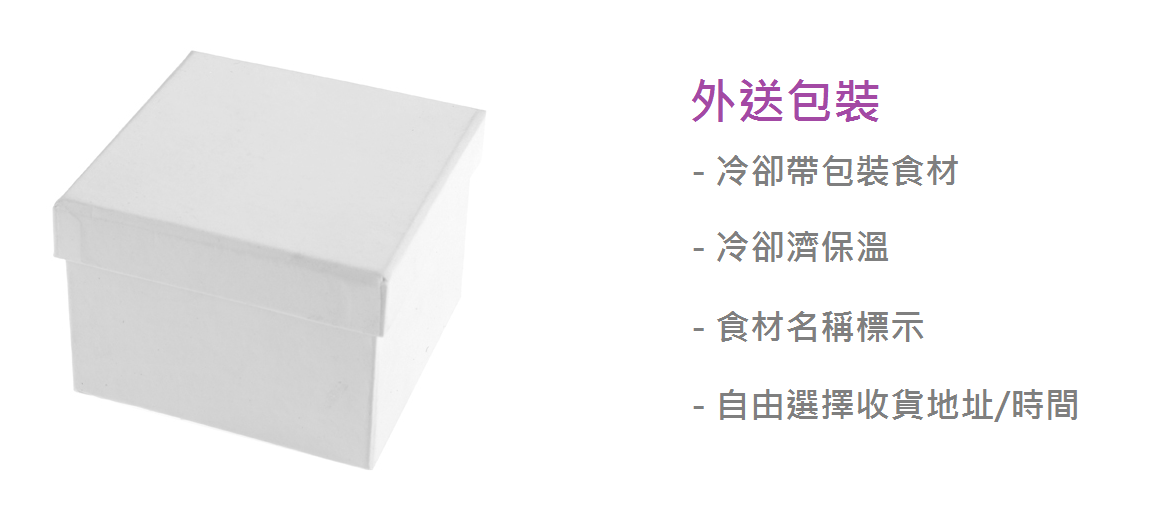 外送包裝
- 冷卻帶包裝食材
- 冷卻濟保溫
- 食材名稱標示
- 自由選擇收貨地址/時間